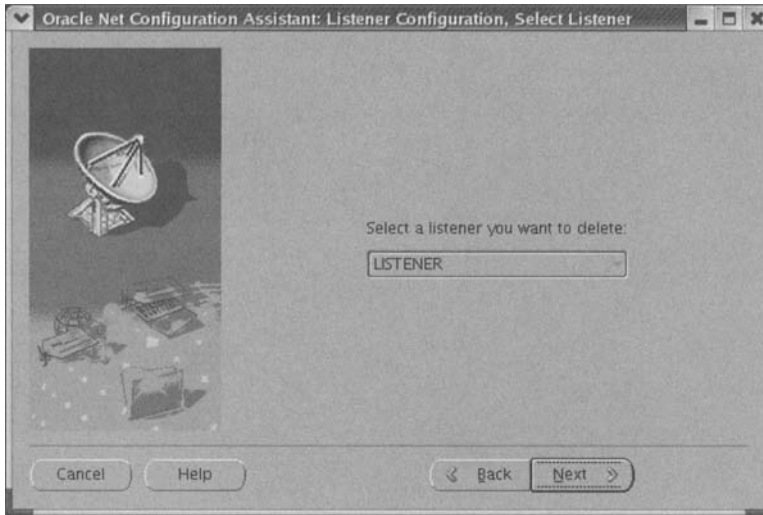 Oracle Net Configuration Assistant: Listener Configuration, Select Listener
Select a listener you want to delete:
LISTENER
Cancel
Help
Back
Next